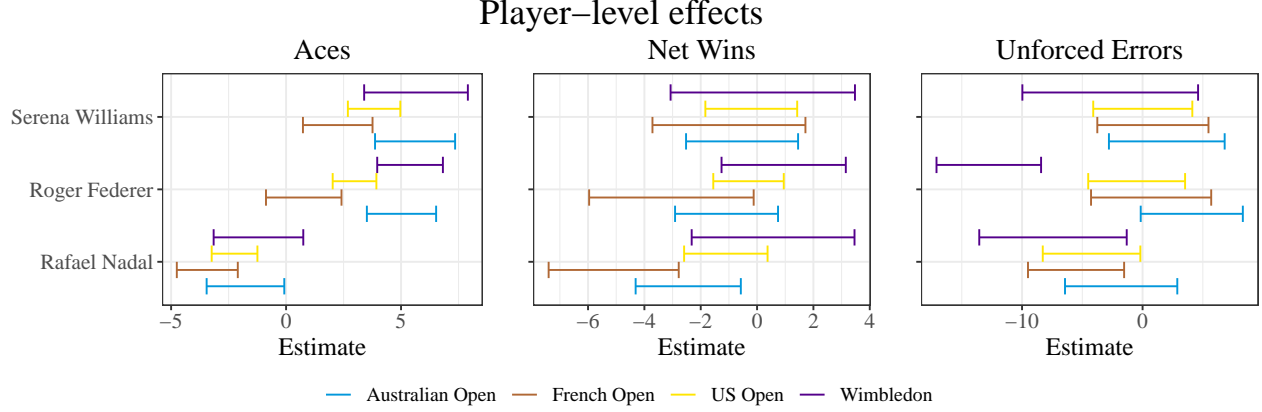 Player−level effects
Aces
Net Wins
Unforced Errors
Serena Williams
Roger Federer
Rafael Nadal
−5 0 5
−6 −4 −2 0 2 4
−10 0
Estimate
Estimate
Estimate
Australian Open French Open US Open Wimbledon